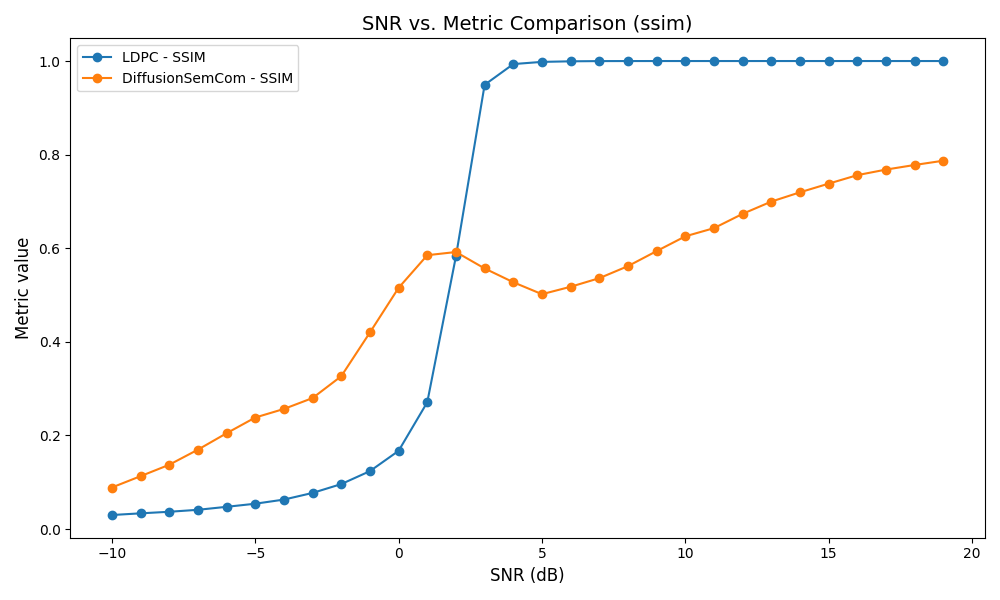 SNR vs. Metric Comparison (ssim)
LDPC - SSIM
DiffusionSemCom - SSIM
Metric value
1.0
0.8
0.6
0.4
0.2
0.0
−10
−5
0
5
10
15
20
SNR (dB)